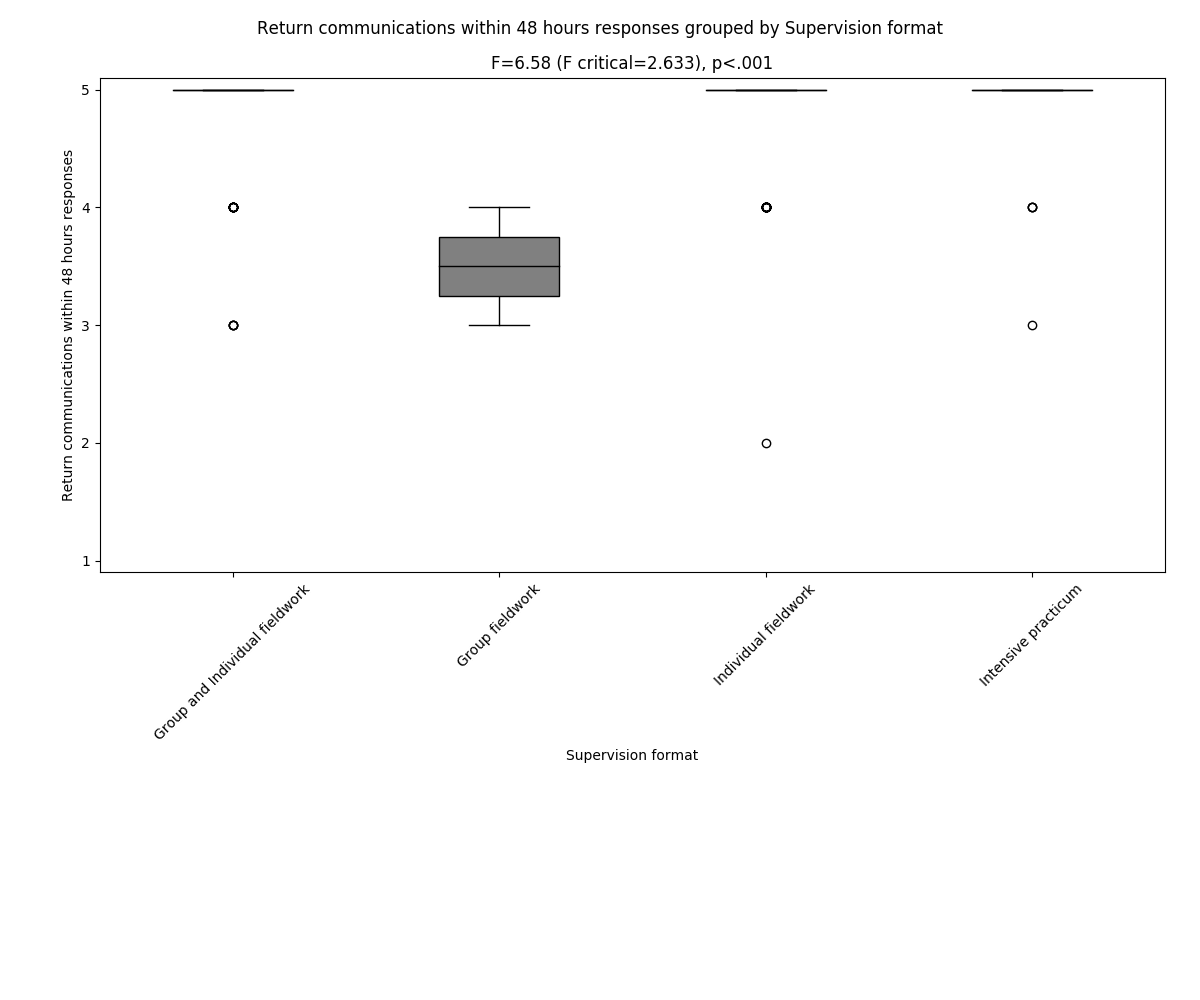 Return communications within 48 hours responses grouped by Supervision format
F=6.58 (F critical=2.633), p<.001
Return communications within 48 hours responses
5
4
3
2
1
Group and Individual fieldwork
Group fieldwork
Individual fieldwork
Intensive practicum
Supervision format